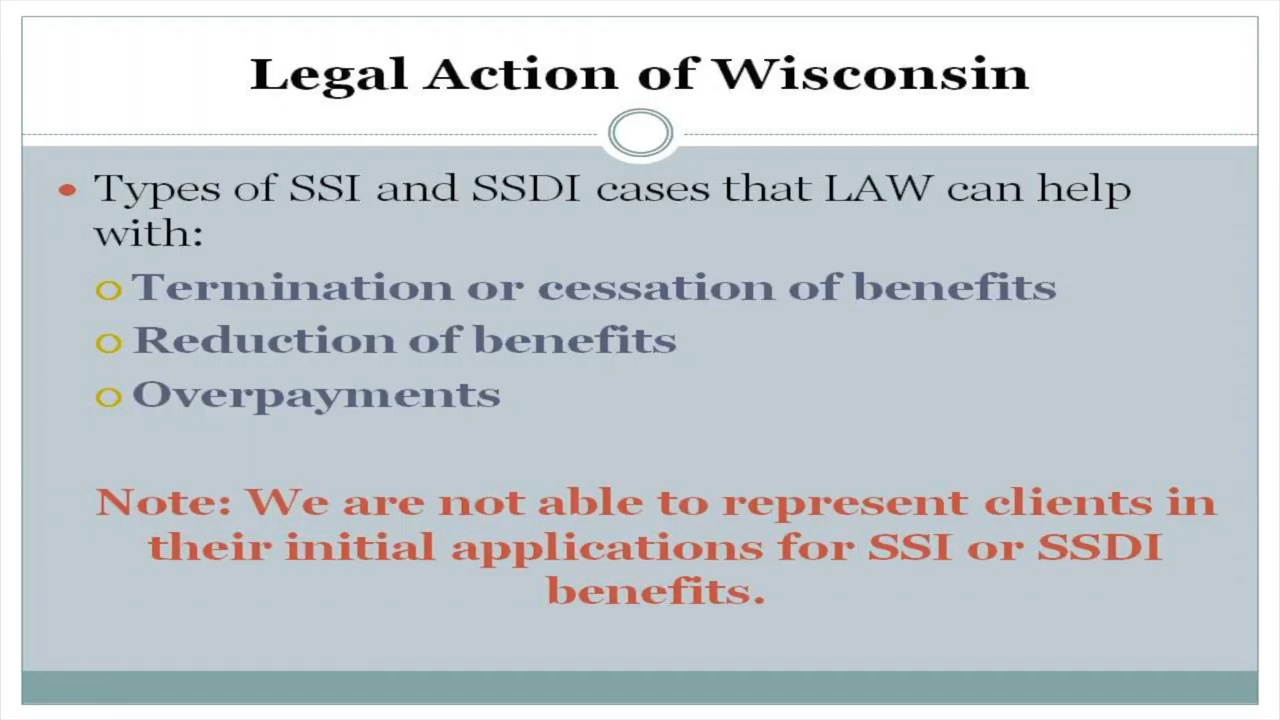 Legal Action of Wisconsin
• Types of SSI and SSDI cases that LAW can help
with:
o Termination or cessation of benefits
o Reduction of benefits
o Overpayments
Note: We are not able to represent clients in
their initial applications for SSI or SSDI
benefits.